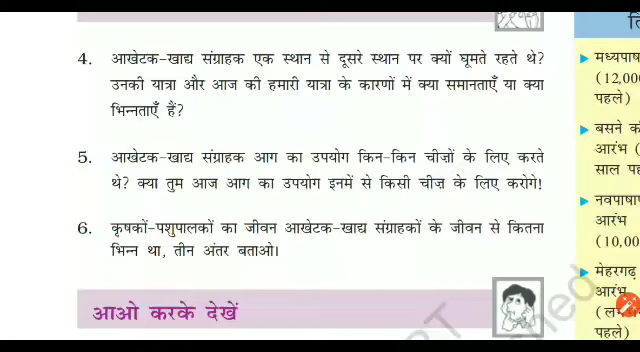 4. आखेटक-खाद्य संग्राहक एक स्थान से दूसरे स्थान पर क्यों घूमते रहते थे?
उनकी यात्रा और आज की हमारी यात्रा के कारणों में क्या समानताएँ या क्या
भिन्नताएँ हैं?
5. आखेटक-खाद्य संग्राहक आग का उपयोग किन-किन चीज़ों के लिए करते
थे? क्या तुम आज आग का उपयोग इनमें से किसी चीज़ के लिए करोगे!
6. कृषकों-पशुपालकों का जीवन आखेटक-खाद्य संग्राहकों के जीवन से कितना
भिन्न था, तीन अंतर बताओ।
आओ करके देखें
मध्यपाष
(12,00
पहले)
बसने क
आरंभ (
साल पह
नवपाषा
आरंभ
(10,00
मेहरगढ़
आरंभ
पहले)